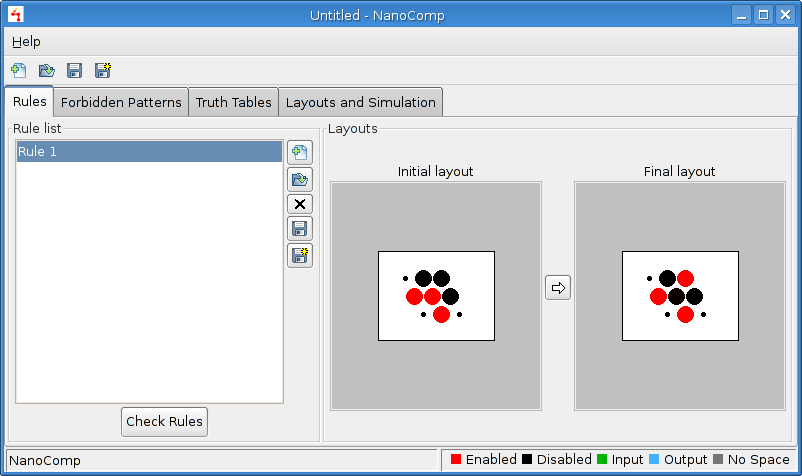 Untitled - NanoComp
Help
Rules Forbidden Patterns Truth Tables Layouts and Simulation
Rule list
Rule 1
Check Rules
Layouts
Initial layout
Final layout
NanoComp
Enabled Disabled Input Output No Space